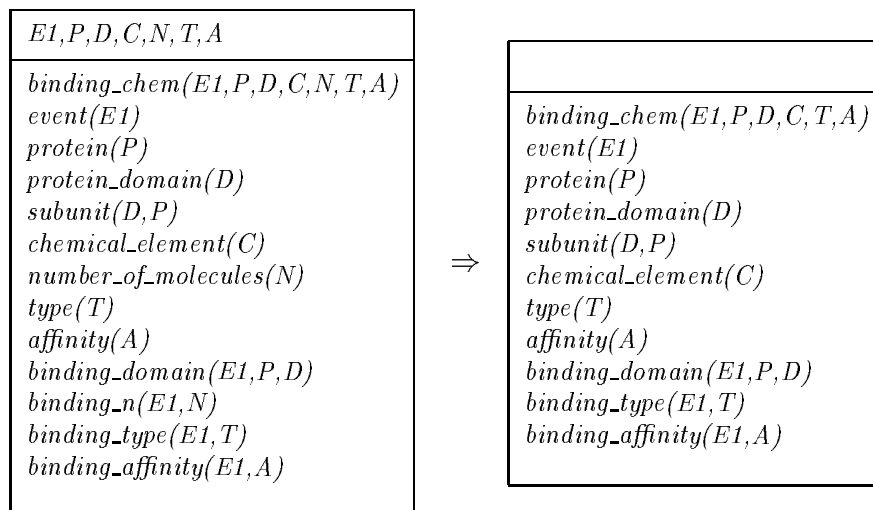 E1,P,D,C,N,T,A
binding_chem(E1,P,D,C,N,T,A)
event(E1)
protein(P)
protein_domain(D)
subunit(D,P)
chemical_element(C)
number_of_molecules(N)
type(T)
affinity(A)
binding_domain(E1,P,D)
binding_n(E1,N)
binding_type(E1,T)
binding_affinity(E1,A)
⇒
binding_chem(E1,P,D,C,T,A)
event(E1)
protein(P)
protein_domain(D)
subunit(D,P)
chemical_element(C)
type(T)
affinity(A)
binding_domain(E1,P,D)
binding_type(E1,T)
binding_affinity(E1,A)